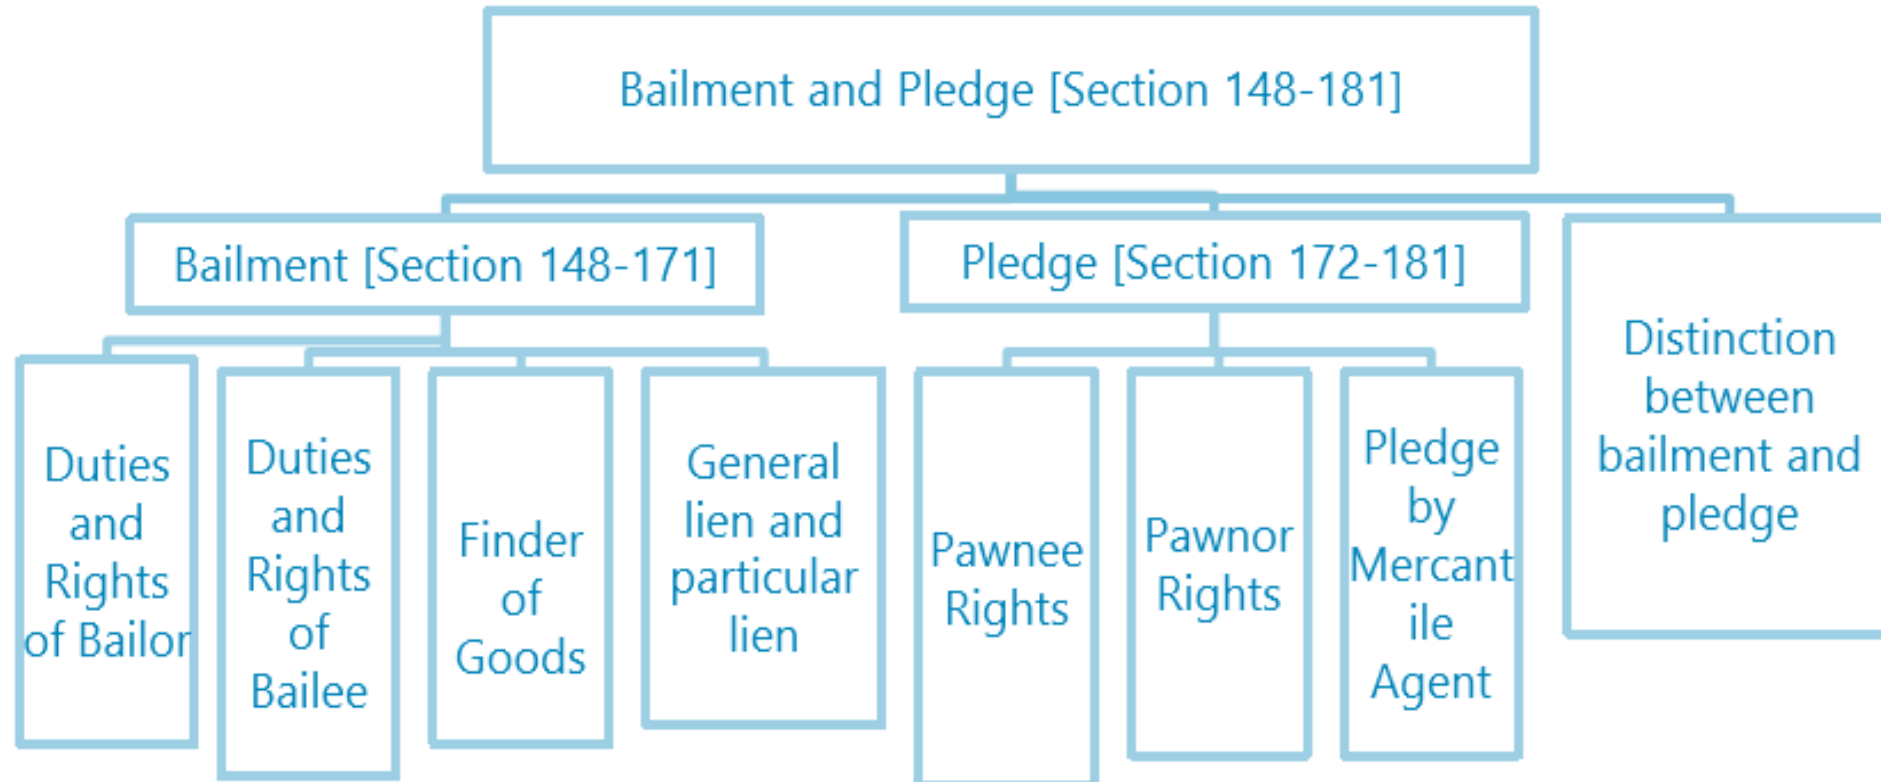 Bailment and Pledge [Section 148-181]
Bailment [Section 148-171]
Pledge [Section 172-181]
Distinction
between
bailment and
pledge
Duties
and
Rights
of Bailor
Duties
and
Rights
of
Bailee
Finder
of
Goods
General
lien and
particular
lien
Pawnee
Rights
Pawnor
Rights
Pledge
by
Mercant
ile
Agent